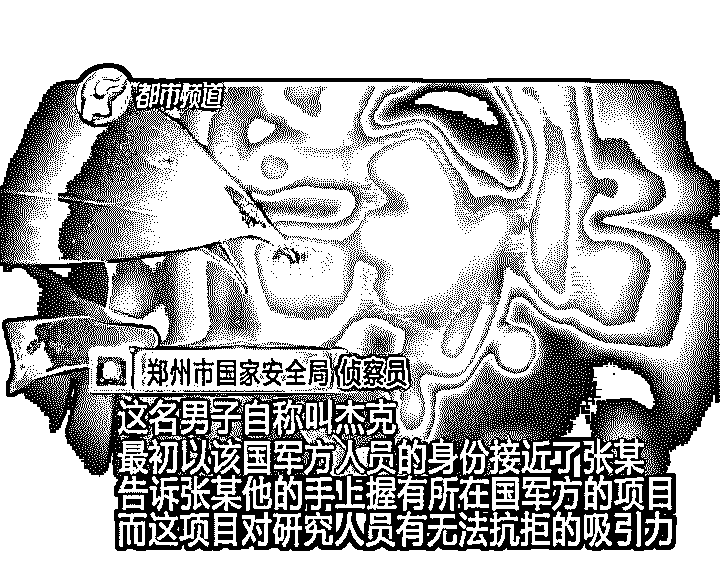 都市频道
郑州市国家安全局 侦察员
这名男子自称叫杰克
最初以该国军方人员的身份接近了张某
告诉张某他的手上握有所在国军方的项目
而这项目对研究人员有无法抗拒的吸引力